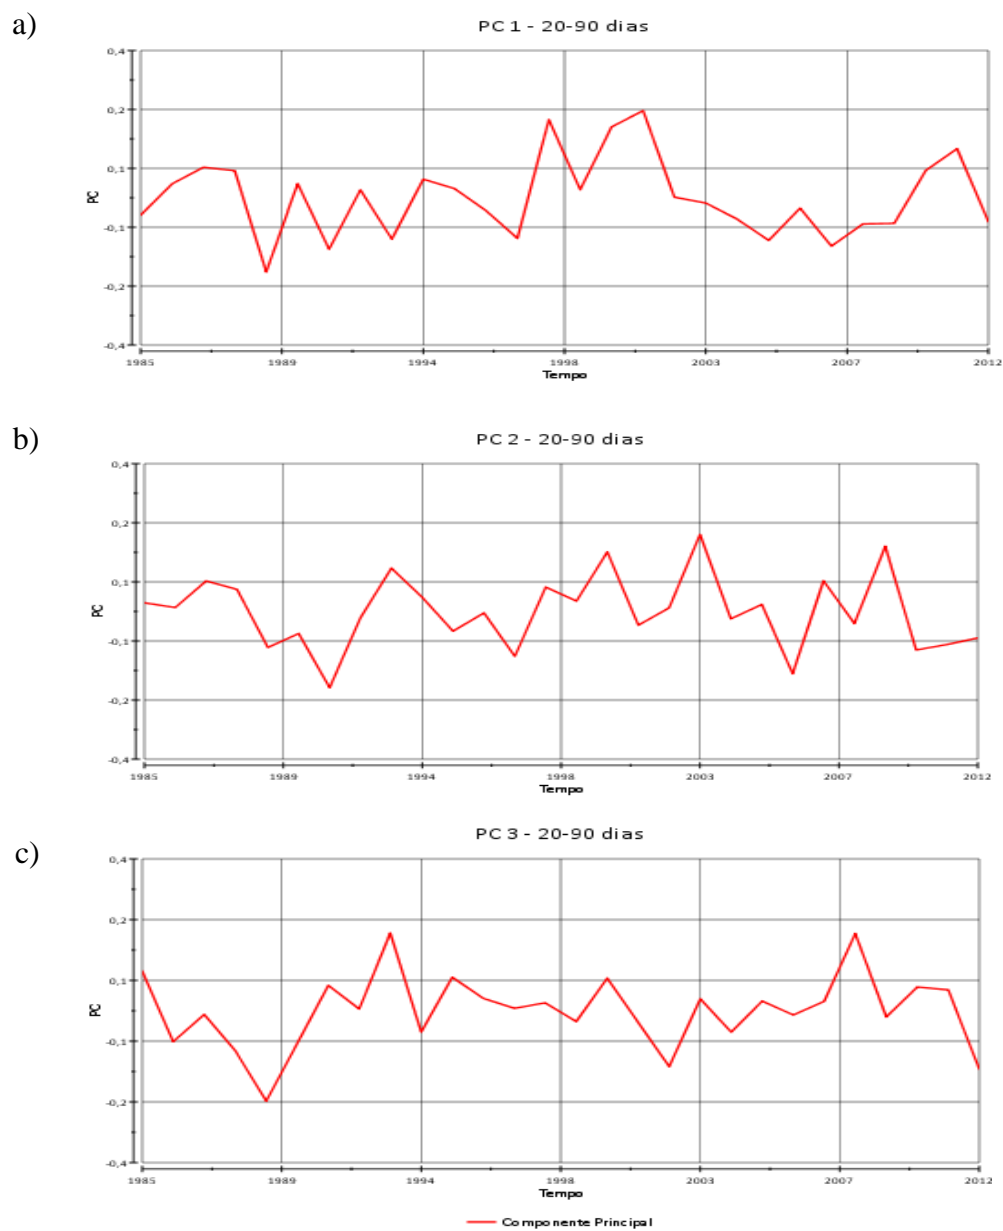 a)
PC 1 - 20-90 dias
0,4
0,2
0,1
-0,1
-0,2
-0,4
PC
1985 1989 1994 1998 2003 2007 2012
Tempo
b)
PC 2 - 20-90 dias
0,4
0,2
0,1
-0,1
-0,2
-0,4
PC
1985 1989 1994 1998 2003 2007 2012
Tempo
c)
PC 3 - 20-90 dias
0,4
0,2
0,1
-0,1
-0,2
-0,4
PC
1985 1989 1994 1998 2003 2007 2012
Tempo
Componente Principal